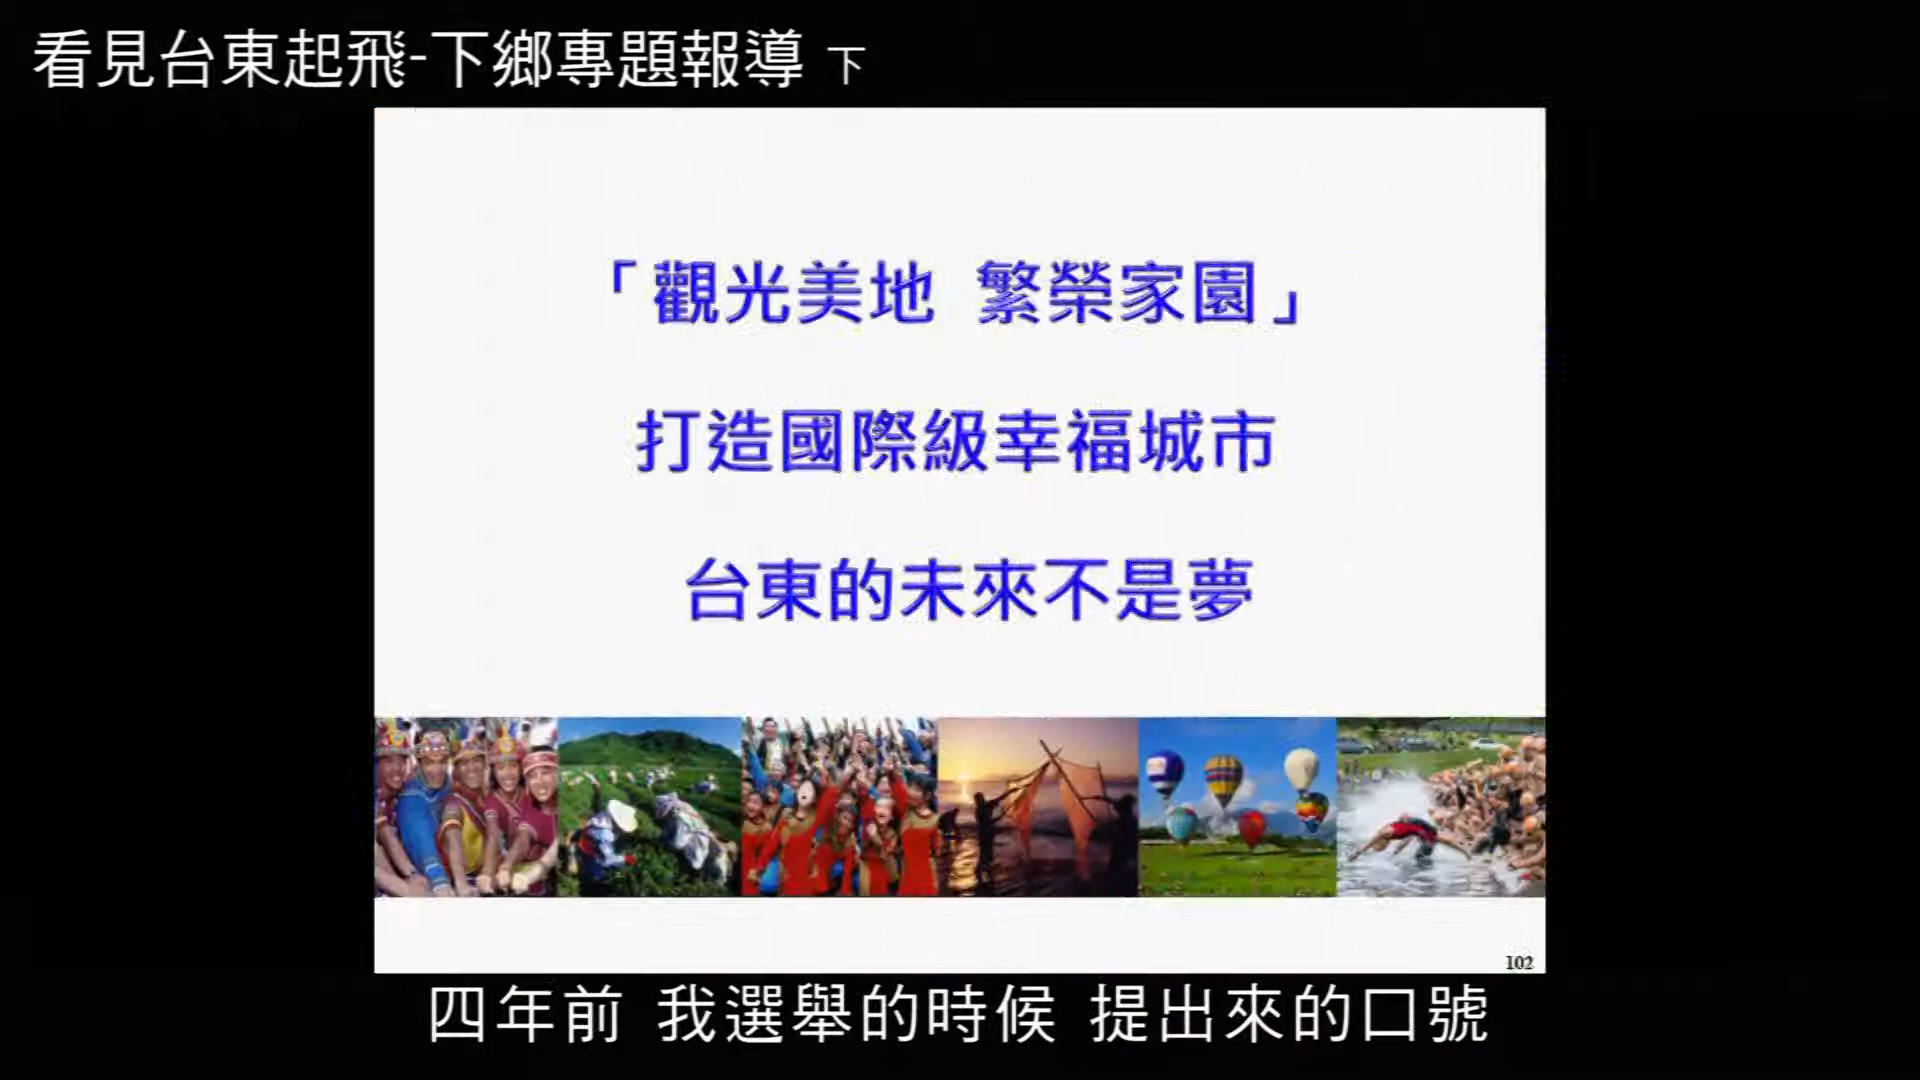 看見台東起飛-下鄉專題報導 下
「觀光美地 繁榮家園」
打造國際級幸福城市
台東的未來不是夢
102
四年前 我選舉的時候 提出來的口號